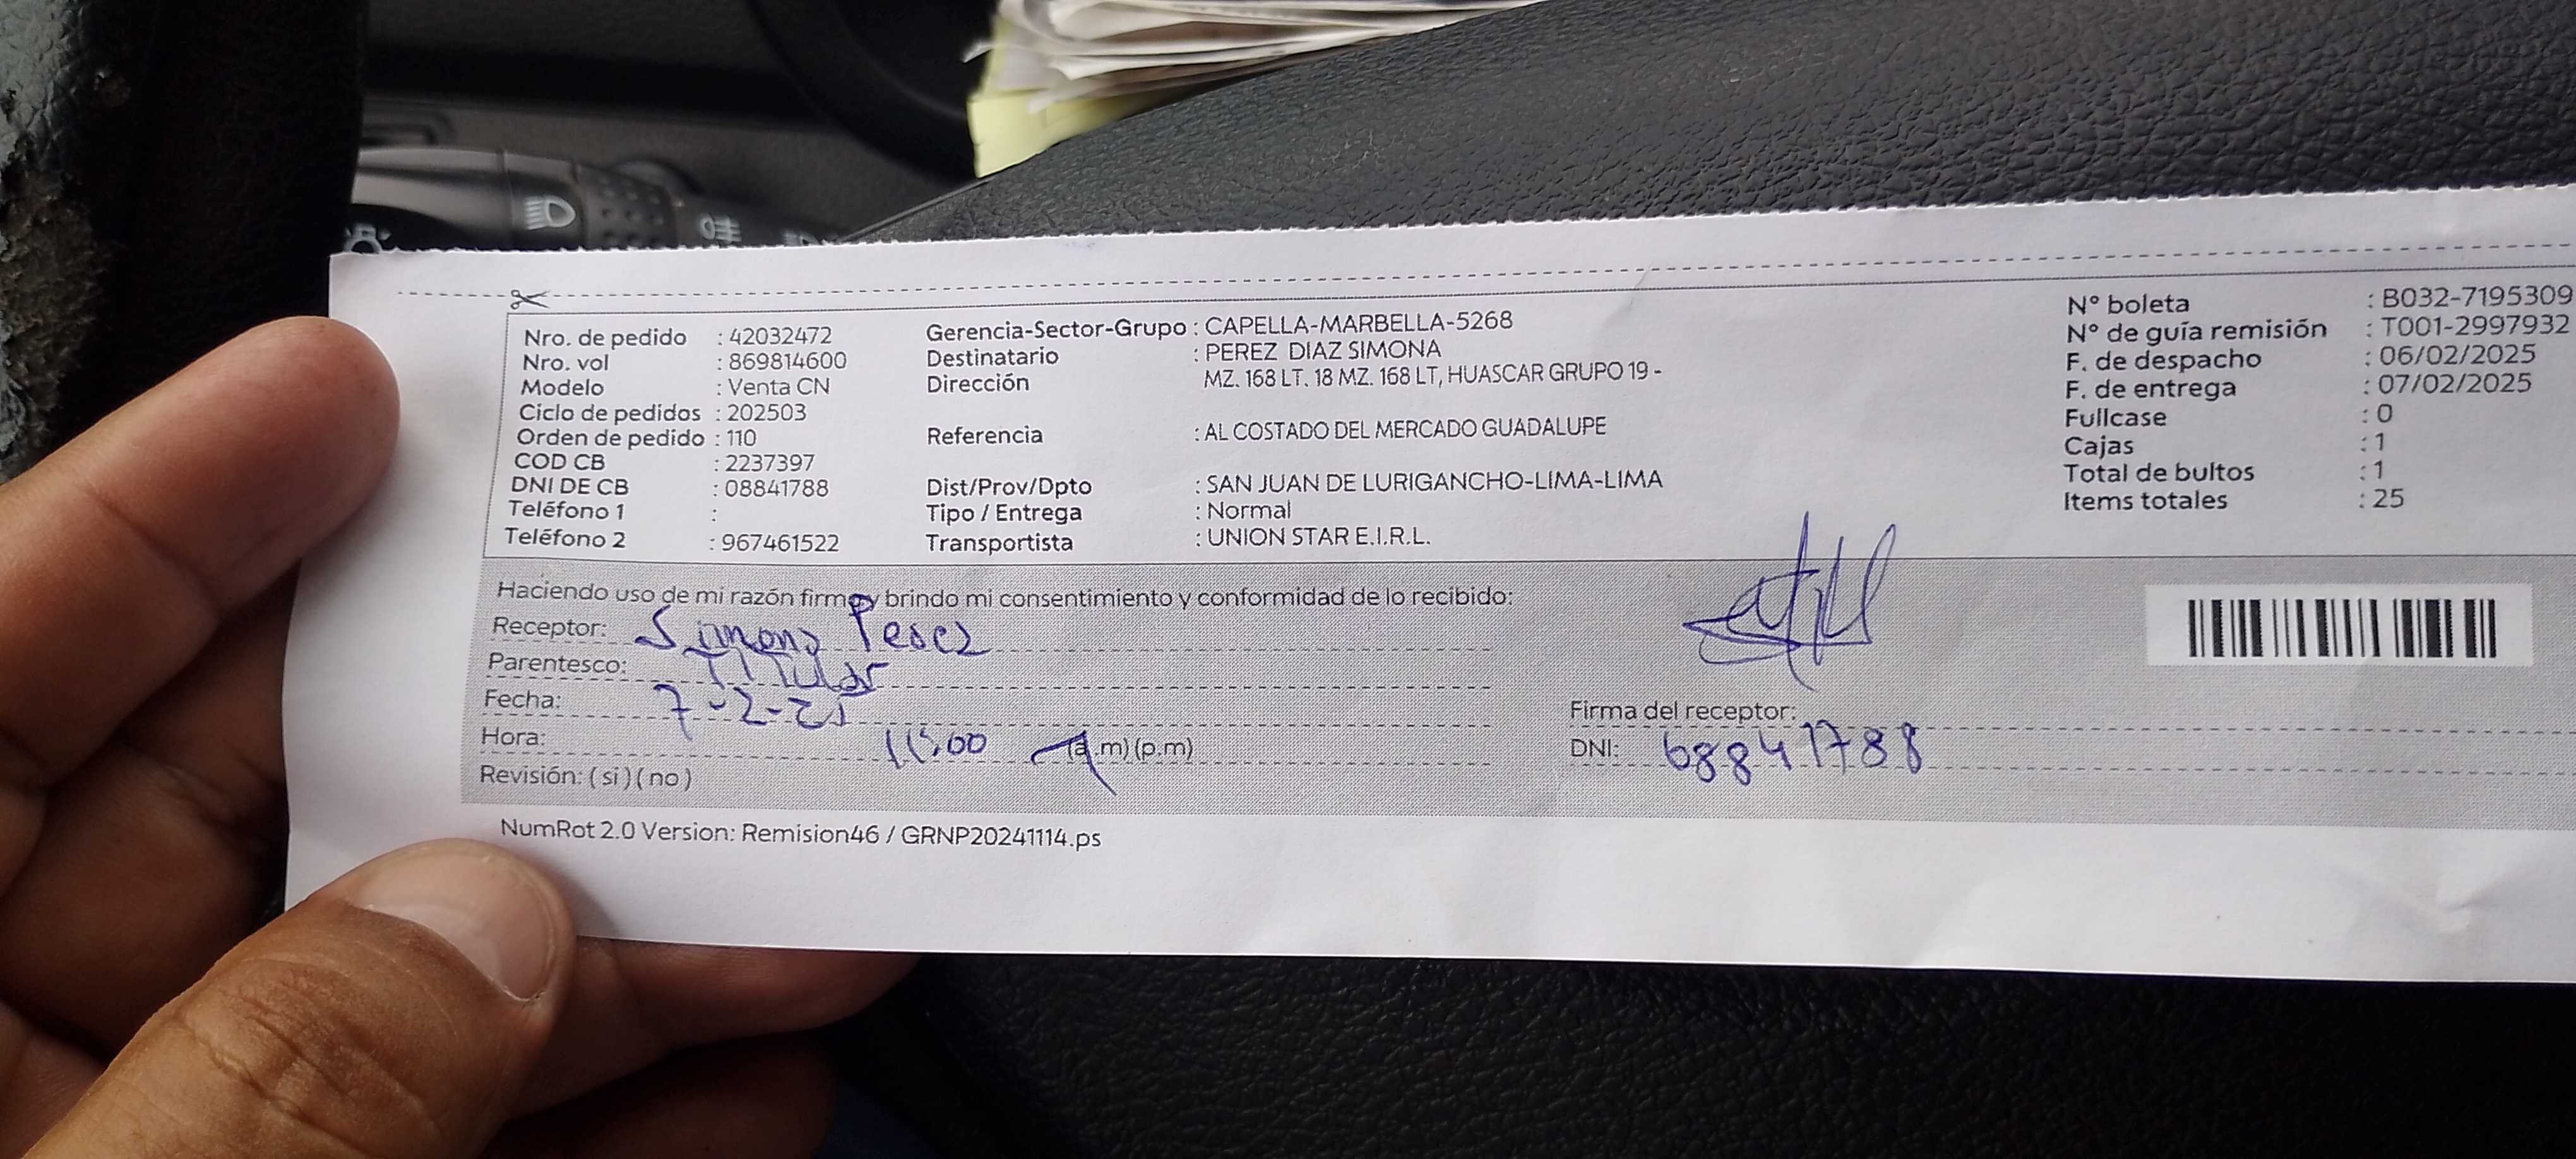 Nro. de pedido : 42032472
Nro. vol : 869814600
Modelo : Venta CN
Ciclo de pedidos : 202503
Orden de pedido : 110
COD CB : 2237397
DNI DE CB : 08841788
Teléfono 1 :
Teléfono 2 : 967461522
Gerencia-Sector-Grupo : CAPELLA-MARBELLA-5268
Destinatario : PEREZ DIAZ SIMONA
Dirección MZ. 168 LT. 18 MZ. 168 LT, HUASCAR GRUPO 19 -
Referencia : AL COSTADO DEL MERCADO GUADALUPE
Dist/Prov/Dpto : SAN JUAN DE LURIGANCHO-LIMA-LIMA
Tipo / Entrega : Normal
Transportista : UNION STAR E.I.R.L.
N° boleta : B032-7195309
N° de guía remisión : T001-2997932
F. de despacho : 06/02/2025
F. de entrega : 07/02/2025
Fullcase : 0
Cajas : 1
Total de bultos : 1
Items totales : 25
Haciendo uso de mi razón firmo y brindo mi consentimiento y conformidad de lo recibido:
Receptor: Simona Perez
Parentesco: Titular
Fecha: 7-2-25
Hora: 11:00 (a.m) (p.m)
Revisión: (si) (no)
Firma del receptor:
DNI: 08841788
NumRot 2.0 Version: Remision46 / GRNP20241114.ps